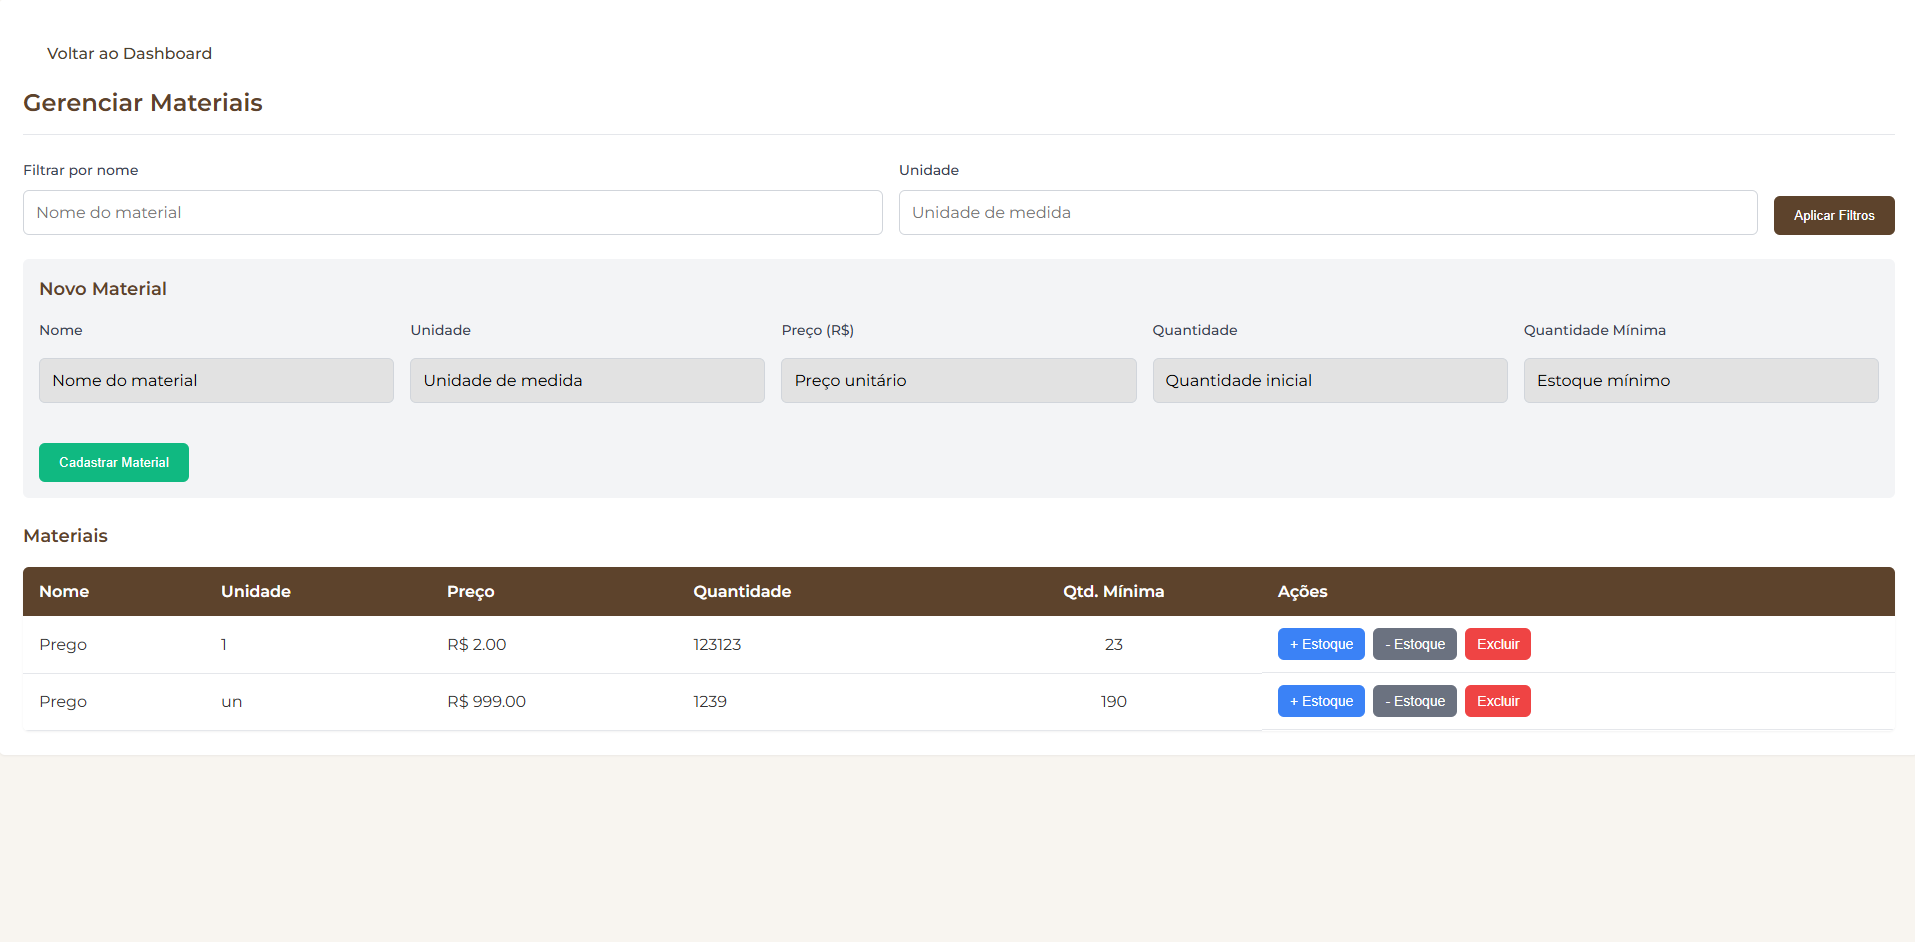 Voltar ao Dashboard
Gerenciar Materiais
Filtrar por nome Unidade
Nome do material Unidade de medida Aplicar Filtros
Novo Material
Nome Unidade Preço (R$) Quantidade Quantidade Mínima
Nome do material Unidade de medida Preço unitário Quantidade inicial Estoque mínimo
Cadastrar Material
Materiais
Nome Unidade Preço Quantidade Qtd. Mínima Ações
Prego 1 R$ 2.00 123123 23 + Estoque - Estoque Excluir
Prego un R$ 999.00 1239 190 + Estoque - Estoque Excluir